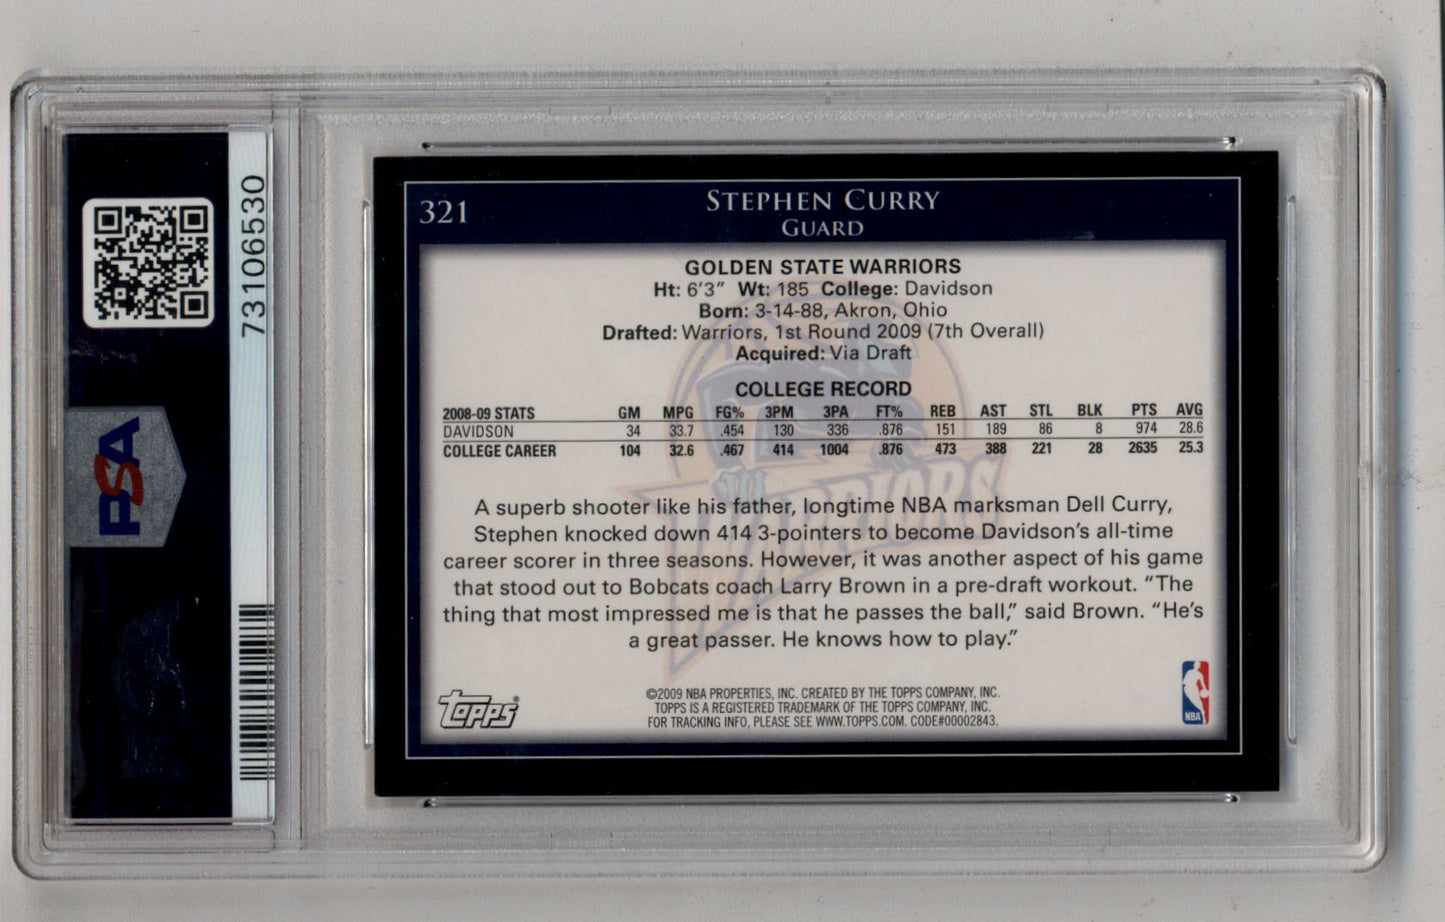 73106530
PSA
321
STEPHEN CURRY
GUARD
GOLDEN STATE WARRIORS
Ht: 6'3" Wt: 185 College: Davidson
Born: 3-14-88, Akron, Ohio
Drafted: Warriors, 1st Round 2009 (7th Overall)
Acquired: Via Draft
COLLEGE RECORD
2008-09 STATS GM MPG FG% 3PM 3PA FT% REB AST STL BLK PTS AVG
DAVIDSON 34 33.7 .454 130 336 .876 151 189 86 8 974 28.6
COLLEGE CAREER 104 32.6 .467 414 1004 .876 473 388 221 28 2635 25.3
WARRIORS
A superb shooter like his father, longtime NBA marksman Dell Curry,
Stephen knocked down 414 3-pointers to become Davidson's all-time
career scorer in three seasons. However, it was another aspect of his game
that stood out to Bobcats coach Larry Brown in a pre-draft workout. “The
thing that most impressed me is that he passes the ball,” said Brown. “He's
a great passer. He knows how to play.”
Topps®
©2009 NBA PROPERTIES, INC. CREATED BY THE TOPPS COMPANY, INC.
TOPPS IS A REGISTERED TRADEMARK OF THE TOPPS COMPANY, INC.
FOR TRACKING INFO, PLEASE SEE WWW.TOPPS.COM. CODE#00002843.
NBA